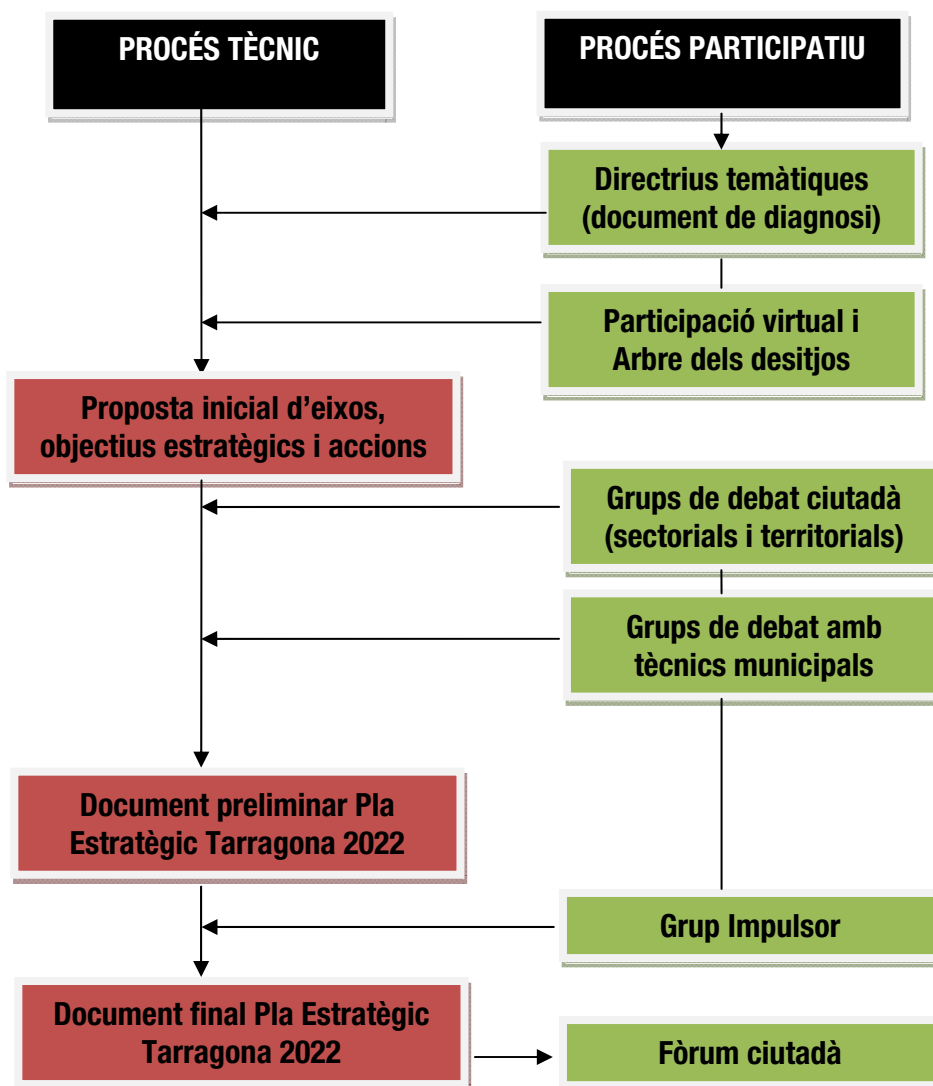 PROCÉS TÈCNIC
PROCÉS PARTICIPATIU
Directrius temàtiques
(document de diagnosi)
Participació virtual i
Arbre dels desitjos
Proposta inicial d'eixos,
objectius estratègics i accions
Grups de debat ciutadà
(sectorials i territorials)
Grups de debat amb
tècnics municipals
Document preliminar Pla
Estratègic Tarragona 2022
Grup Impulsor
Document final Pla Estratègic
Tarragona 2022
Fòrum ciutadà